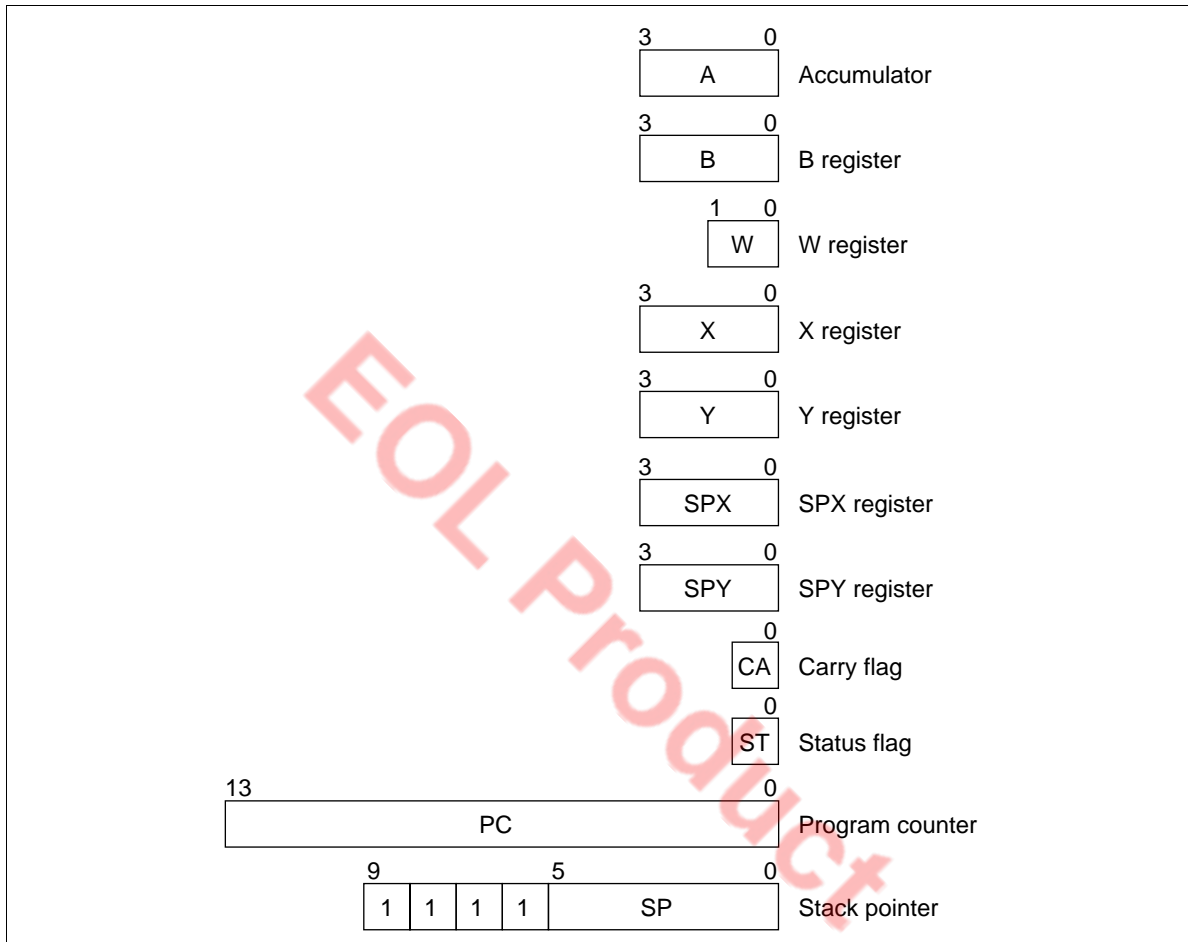 3 0
A Accumulator
3 0
B B register
1 0
W W register
3 0
X X register
3 0
Y Y register
3 0
SPX SPX register
3 0
SPY SPY register
0
CA Carry flag
0
ST Status flag
13 0
PC Program counter
9 5 0
1 1 1 1 SP Stack pointer
EOL Product